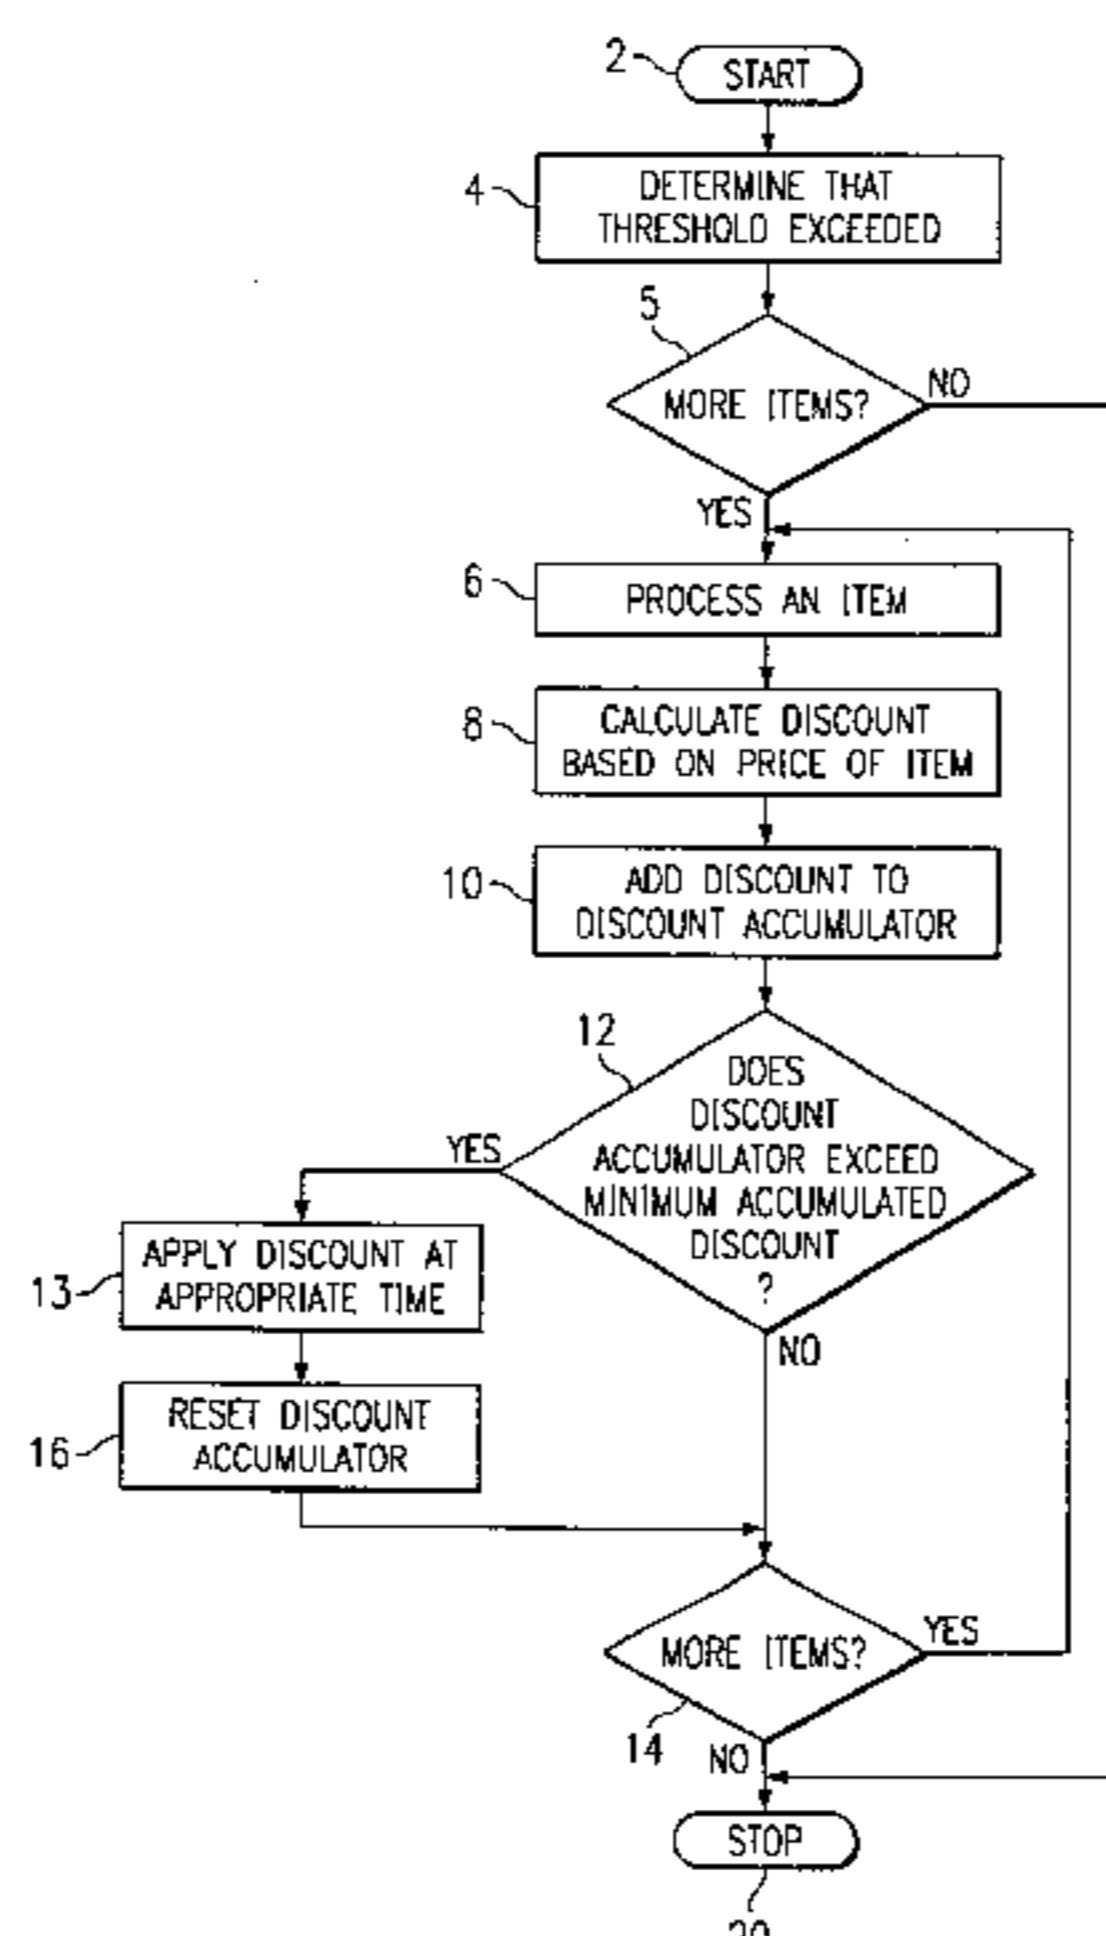 2
START
4
DETERMINE THAT
THRESHOLD EXCEEDED
5
MORE ITEMS?
NO
YES
6
PROCESS AN ITEM
8
CALCULATE DISCOUNT
BASED ON PRICE OF ITEM
10
ADD DISCOUNT TO
DISCOUNT ACCUMULATOR
12
DOES
DISCOUNT
ACCUMULATOR EXCEED
MINIMUM ACCUMULATED
DISCOUNT
?
YES
NO
13
APPLY DISCOUNT AT
APPROPRIATE TIME
16
RESET DISCOUNT
ACCUMULATOR
MORE ITEMS?
YES
14
NO
STOP